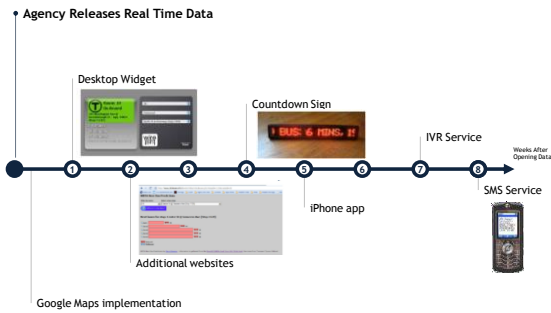 Agency Releases Real Time Data
Desktop Widget
Countdown Sign
BUS: 6 MINS.
IVR Service
Weeks After
Opening Data
1
2
3
4
5
6
7
8
SMS Service
iPhone app
Additional websites
Google Maps implementation